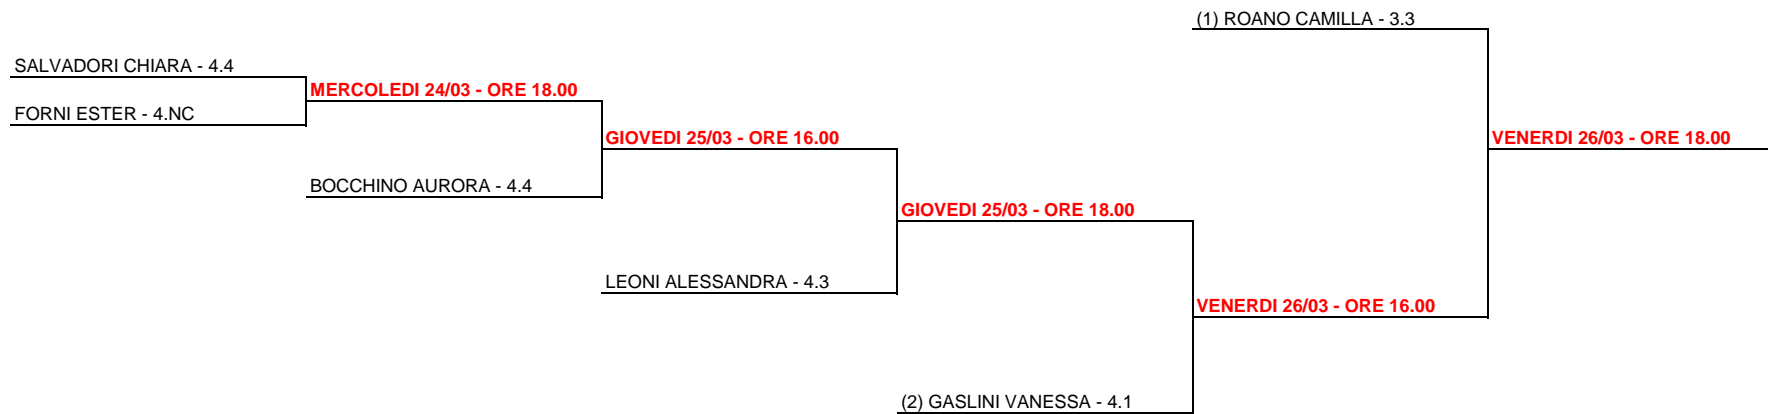 (1) ROANO CAMILLA - 3.3
SALVADORI CHIARA - 4.4
MERCOLEDI 24/03 - ORE 18.00
FORNI ESTER - 4.NC
GIOVEDI 25/03 - ORE 16.00
VENERDI 26/03 - ORE 18.00
BOCCHINO AURORA - 4.4
GIOVEDI 25/03 - ORE 18.00
LEONI ALESSANDRA - 4.3
VENERDI 26/03 - ORE 16.00
(2) GASLINI VANESSA - 4.1